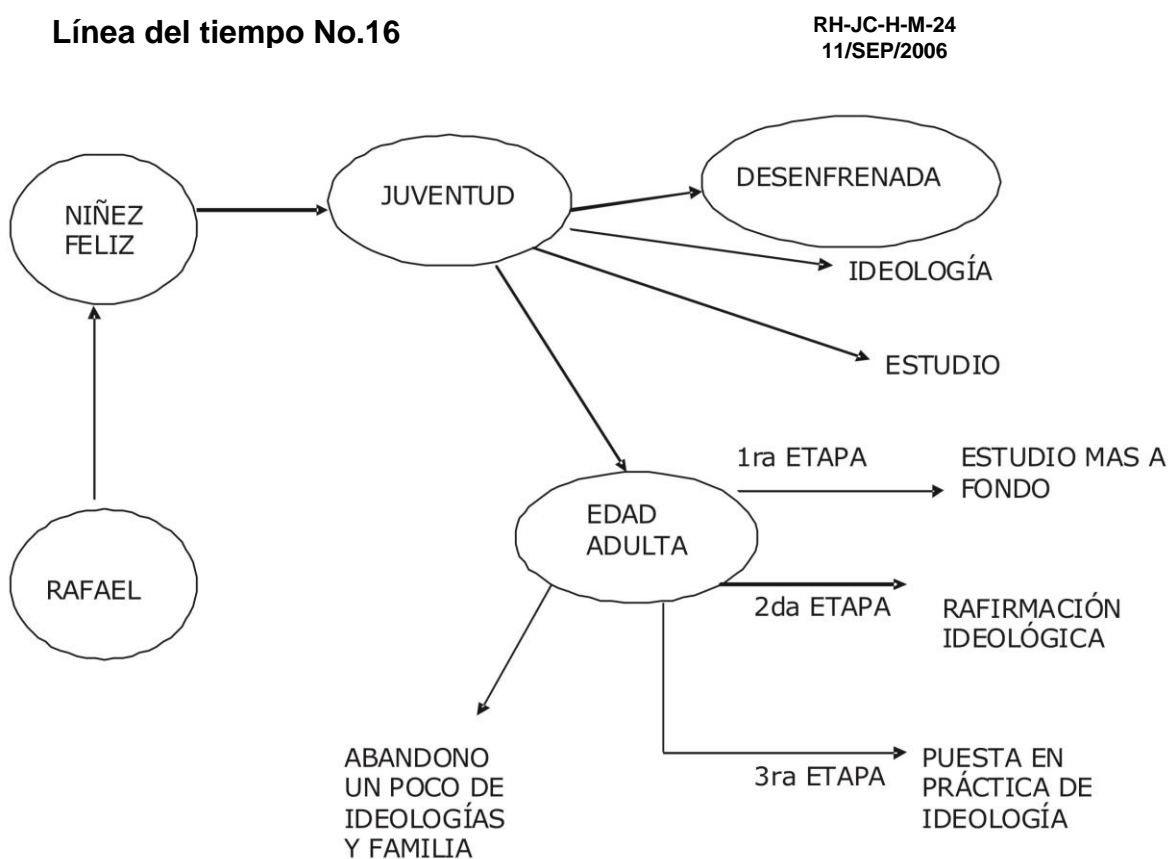 Línea del tiempo No.16
RH-JC-H-M-24
11/SEP/2006
NIÑEZ
FELIZ
JUVENTUD
DESENFRENADA
IDEOLOGÍA
ESTUDIO
RAFAEL
EDAD
ADULTA
1ra ETAPA
ESTUDIO MAS A
FONDO
2da ETAPA
RAFIRMACIÓN
IDEOLÓGICA
3ra ETAPA
PUESTA EN
PRÁCTICA DE
IDEOLOGÍA
ABANDONO
UN POCO DE
IDEOLOGÍAS
Y FAMILIA